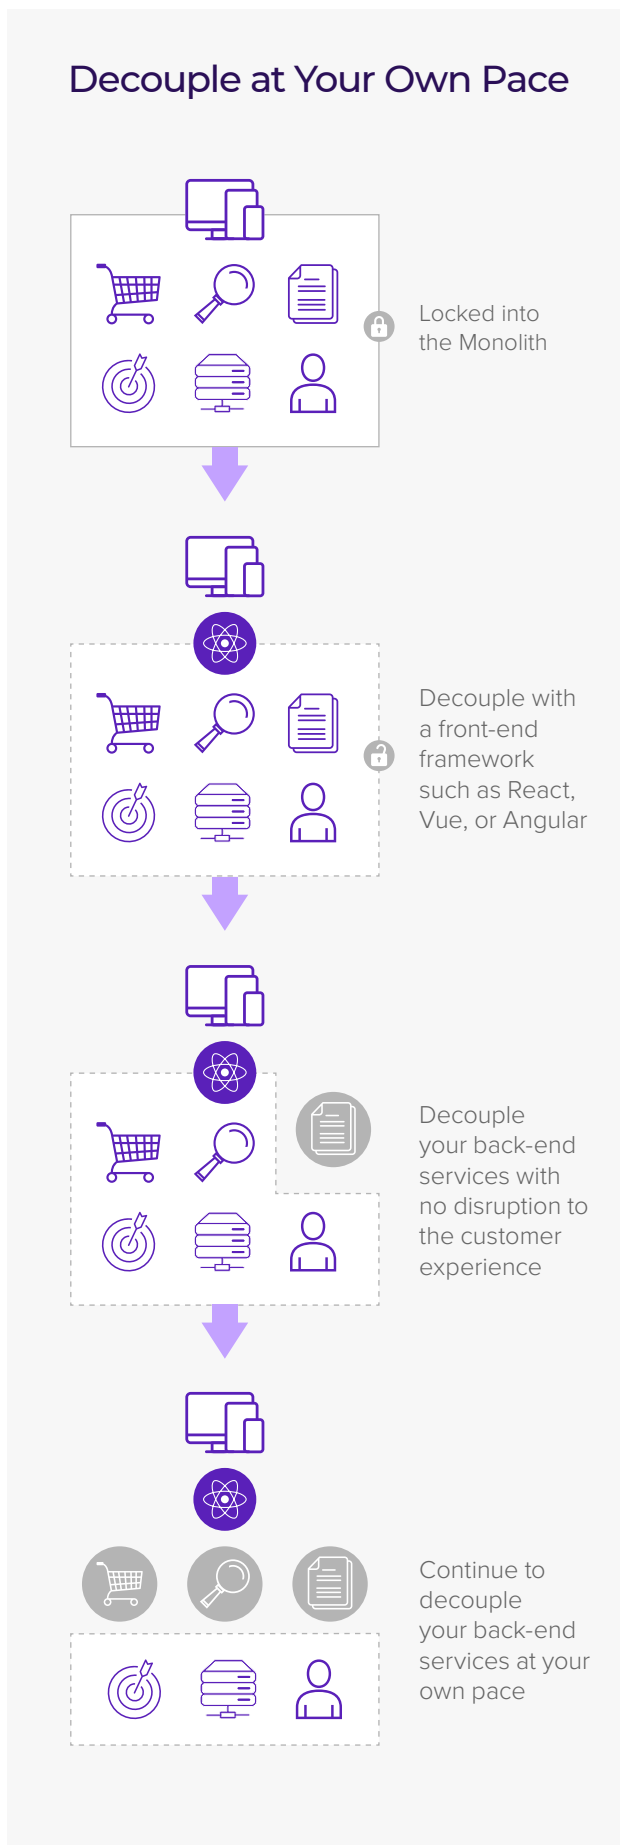 Decouple at Your Own Pace
Locked into
the Monolith
Decouple with
a front-end
framework
such as React,
Vue, or Angular
Decouple
your back-end
services with
no disruption to
the customer
experience
Continue to
decouple
your back-end
services at your
own pace